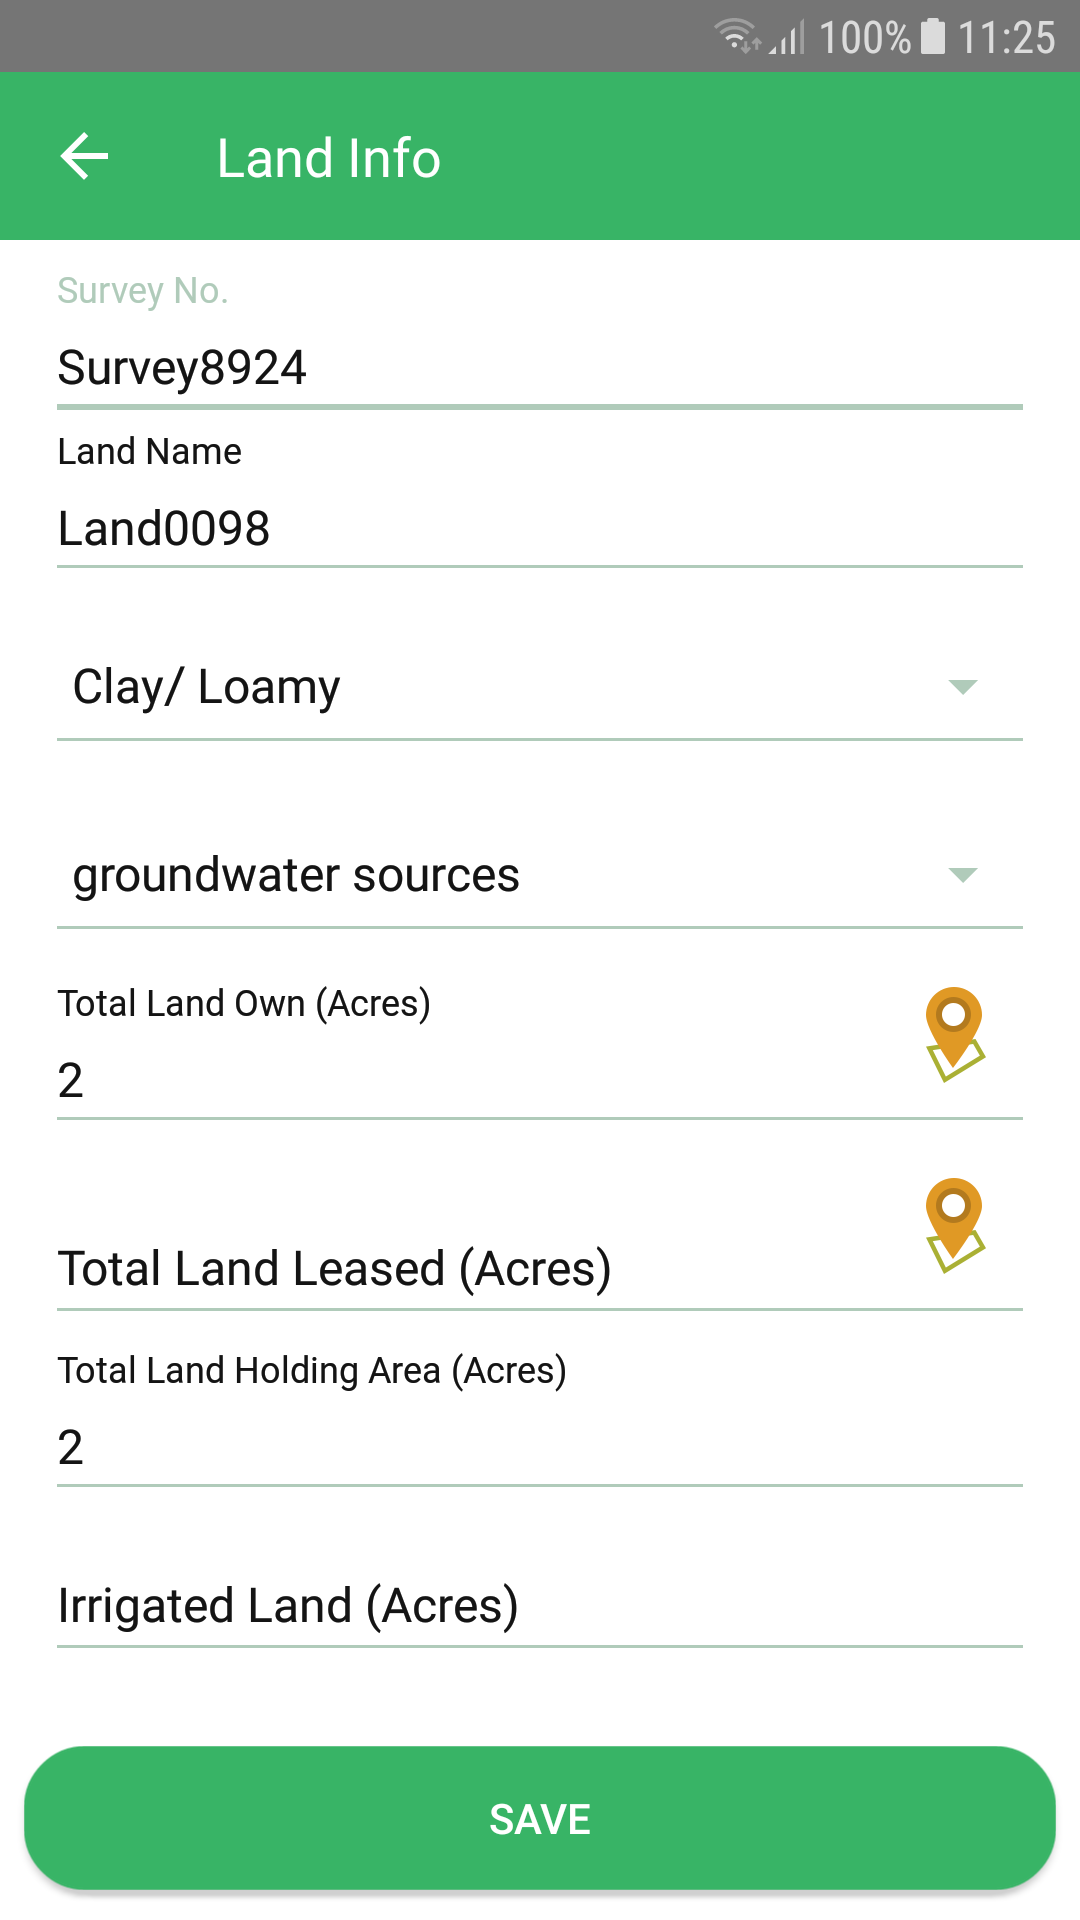 100% 11:25
Land Info
Survey No.
Survey8924
Land Name
Land0098
Clay/ Loamy
groundwater sources
Total Land Own (Acres)
2
Total Land Leased (Acres)
Total Land Holding Area (Acres)
2
Irrigated Land (Acres)
SAVE